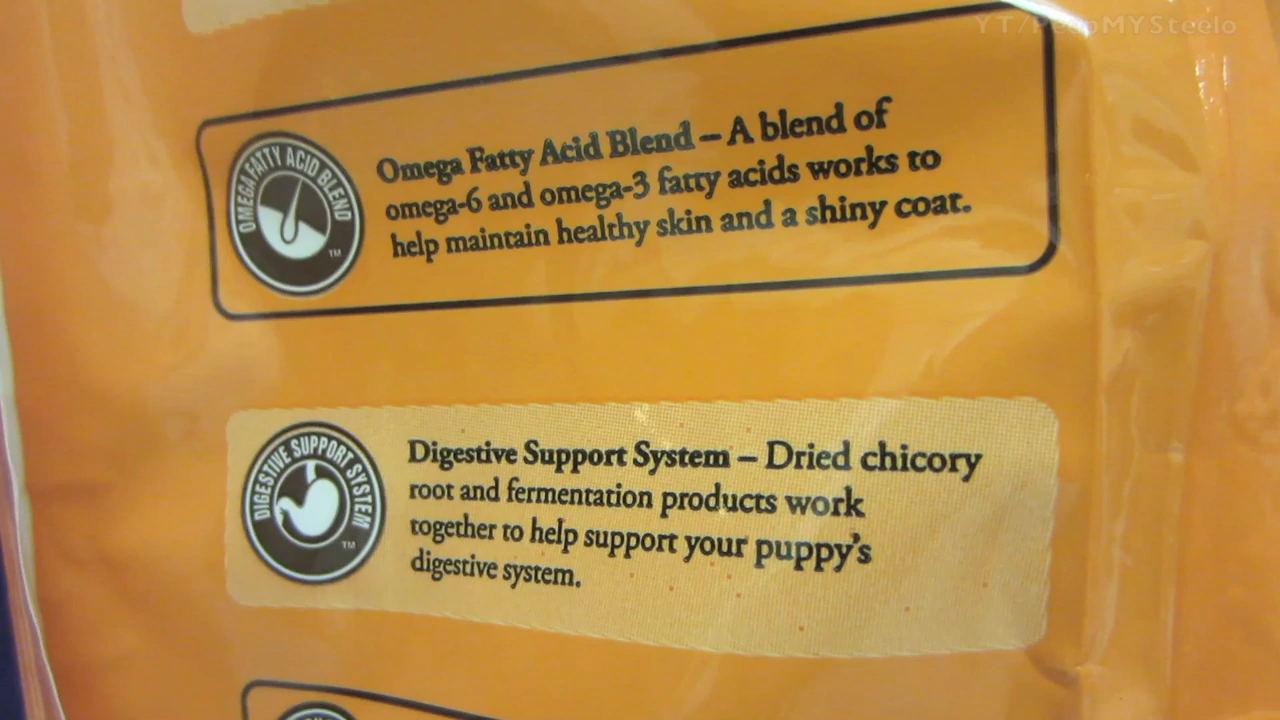 YT/PeepMYSteelo
OMEGA FATTY ACID BLEND
TM
Omega Fatty Acid Blend – A blend of
omega-6 and omega-3 fatty acids works to
help maintain healthy skin and a shiny coat.
DIGESTIVE SUPPORT SYSTEM
TM
Digestive Support System – Dried chicory
root and fermentation products work
together to help support your puppy's
digestive system.